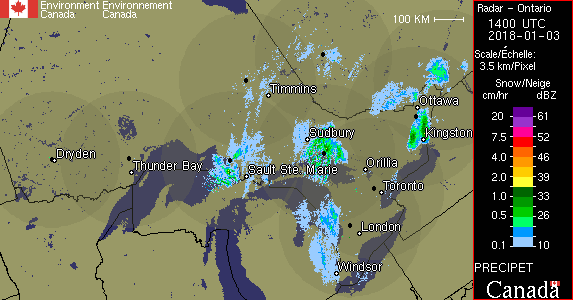 Environment Environnement
Canada Canada
100 KM
Timmins
Ottawa
Sudbury
Kingston
Dryden
Thunder Bay
Sault Ste. Marie
Orillia
Toronto
London
Windsor
Radar - Ontario
1400 UTC
2018-01-03
Scale/Échelle:
3.5 km/Pixel
Snow/Neige
cm/hr dBZ
20 61
7.5 52
4.0 46
2.0 39
1.0 33
0.5 26
0.1 10
PRECIPET
Canada